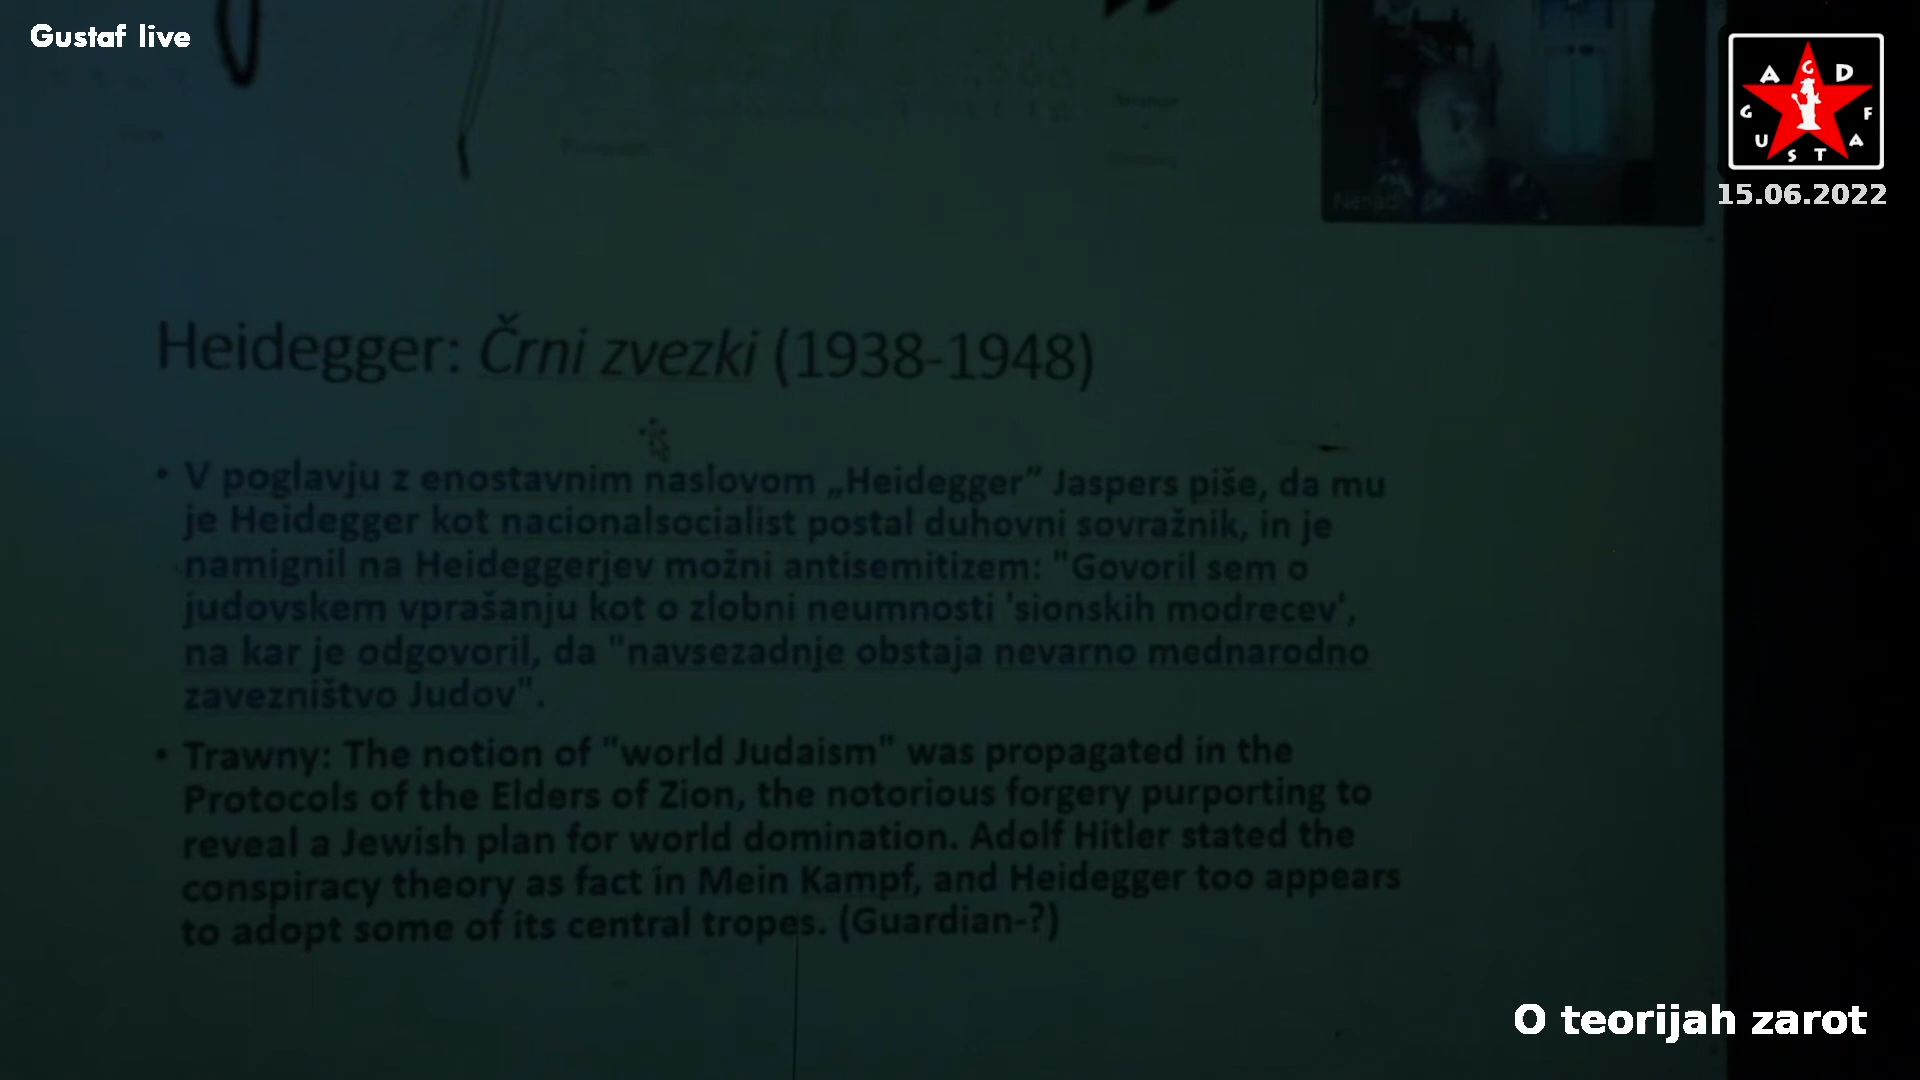 Gustaf live
A G D
G F
U S T A
15.06.2022
Heidegger: Črni zvezki (1938-1948)
• V poglavju z enostavnim naslovom „Heidegger” Jaspers piše, da mu
je Heidegger kot nacionalsocialist postal duhovni sovražnik, in je
namignil na Heideggerjev možni antisemitizem: "Govoril sem o
judovskem vprašanju kot o zlobni neumnosti 'sionskih modrecev',
na kar je odgovoril, da "navsezadnje obstaja nevarno mednarodno
zavezništvo Judov".
• Trawny: The notion of "world Judaism" was propagated in the
Protocols of the Elders of Zion, the notorious forgery purporting to
reveal a Jewish plan for world domination. Adolf Hitler stated the
conspiracy theory as fact in Mein Kampf, and Heidegger too appears
to adopt some of its central tropes. (Guardian-?)
O teorijah zarot